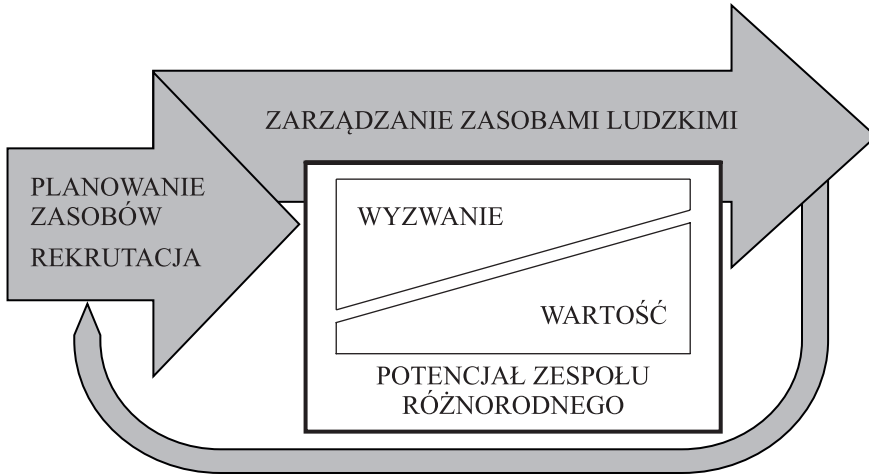 ZARZĄDZANIE ZASOBAMI LUDZKIMI
PLANOWANIE
ZASOBÓW
REKRUTACJA
WYZWANIE
WARTOŚĆ
POTENCJAŁ ZESPOŁU
RÓŻNORODNEGO